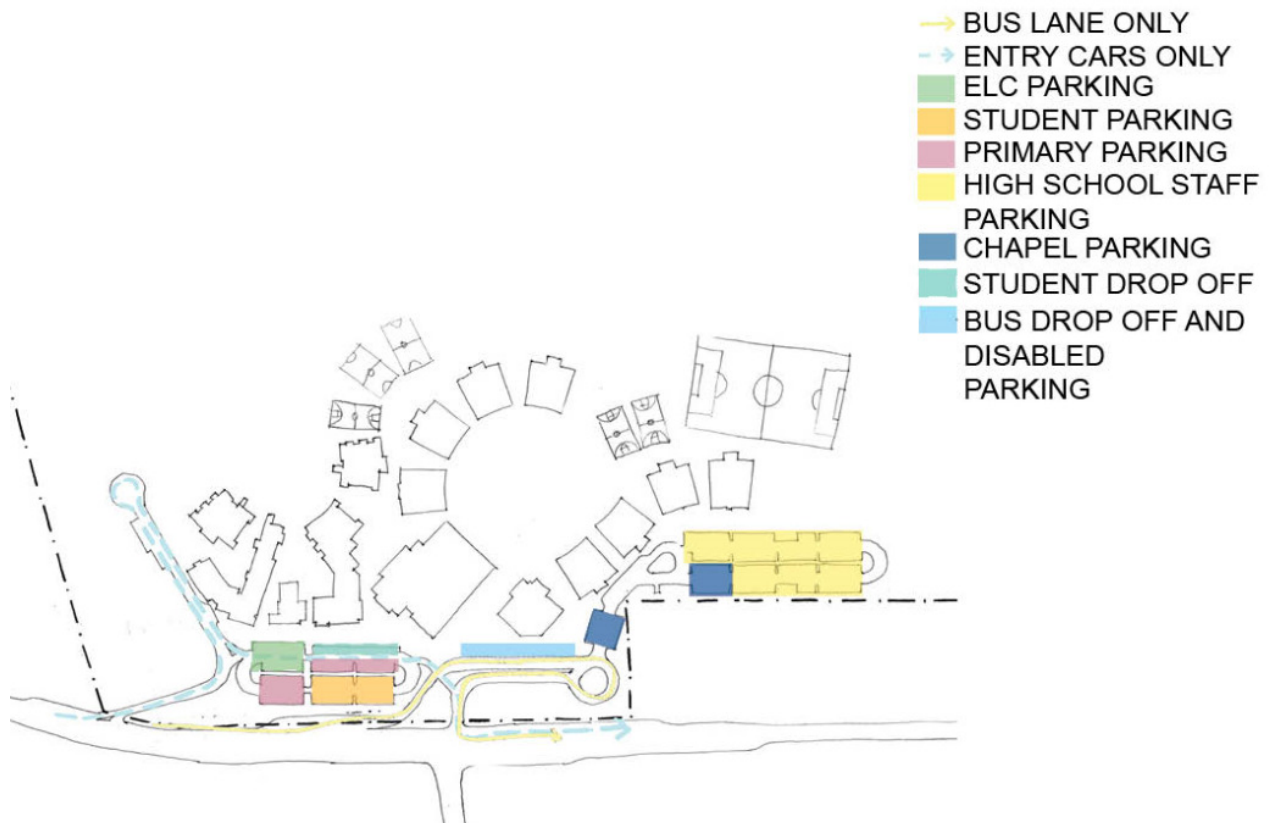 BUS LANE ONLY
ENTRY CARS ONLY
ELC PARKING
STUDENT PARKING
PRIMARY PARKING
HIGH SCHOOL STAFF
PARKING
CHAPEL PARKING
STUDENT DROP OFF
BUS DROP OFF AND
DISABLED
PARKING